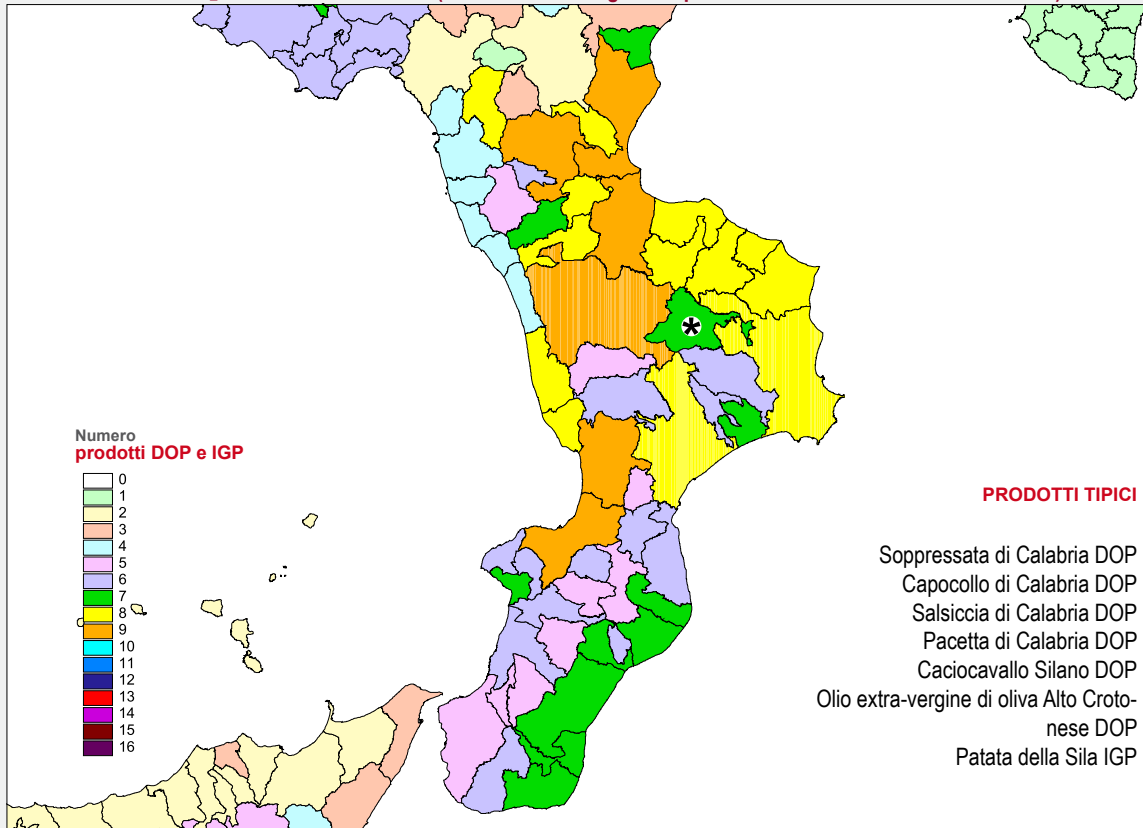 Numero
prodotti DOP e IGP
0
1
2
3
4
5
6
7
8
9
10
11
12
13
14
15
16
*
PRODOTTI TIPICI
Soppressata di Calabria DOP
Capocollo di Calabria DOP
Salsiccia di Calabria DOP
Pacetta di Calabria DOP
Caciocavallo Silano DOP
Olio extra-vergine di oliva Alto Croto-
nese DOP
Patata della Sila IGP